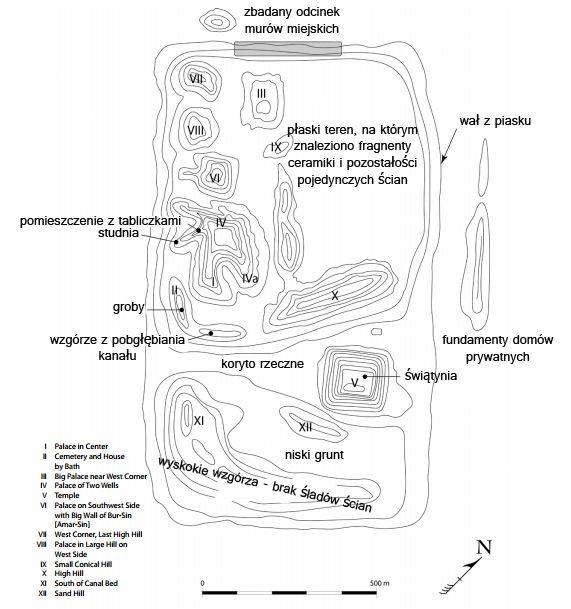 zbadany odcinek
murów miejskich
VII
III
VIII
płaski teren, na którym
znaleziono fragnenty
ceramiki i pozostałości
pojedynczych ścian
IX
wał z piasku
VI
pomieszczenie z tabliczkami
studnia
IV
I
IVa
II
X
groby
wzgórze z pobgłębiania
kanału
fundamenty domów
prywatnych
koryto rzeczne
V
świątynia
XI
XII
niski grunt
wyskokie wzgórza - brak śladów ścian
I Palace in Center
II Cemetery and House
by Bath
III Big Palace near West Corner
IV Palace of Two Wells
V Temple
VI Palace on Southwest Side
with Big Wall of Bur-Sin
[Amar-Sin]
VII West Corner, Last High Hill
VIII Palace in Large Hill on
West Side
IX Small Conical Hill
X High Hill
XI South of Canal Bed
XII Sand Hill
N
0 500 m